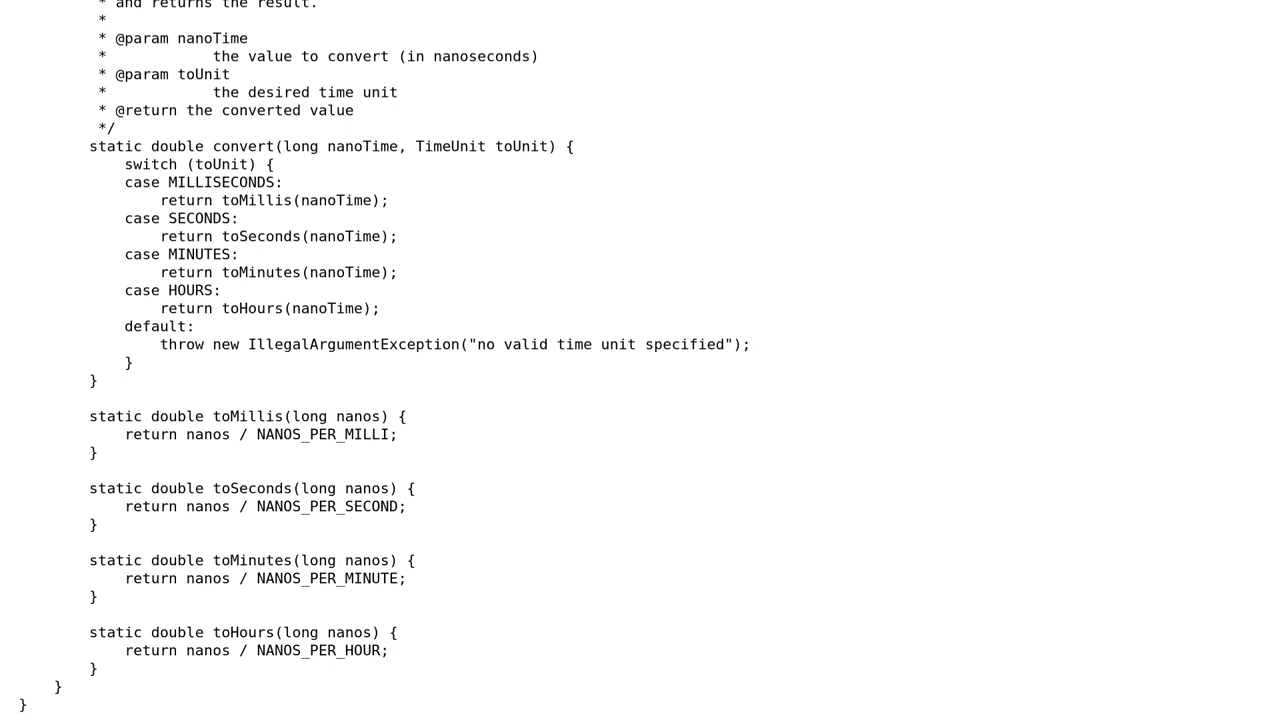 * and returns the result.
*
* @param nanoTime
*            the value to convert (in nanoseconds)
* @param toUnit
*            the desired time unit
* @return the converted value
*/
static double convert(long nanoTime, TimeUnit toUnit) {
switch (toUnit) {
case MILLISECONDS:
return toMillis(nanoTime);
case SECONDS:
return toSeconds(nanoTime);
case MINUTES:
return toMinutes(nanoTime);
case HOURS:
return toHours(nanoTime);
default:
throw new IllegalArgumentException("no valid time unit specified");
}
}
static double toMillis(long nanos) {
return nanos / NANOS_PER_MILLI;
}
static double toSeconds(long nanos) {
return nanos / NANOS_PER_SECOND;
}
static double toMinutes(long nanos) {
return nanos / NANOS_PER_MINUTE;
}
static double toHours(long nanos) {
return nanos / NANOS_PER_HOUR;
}
}
}